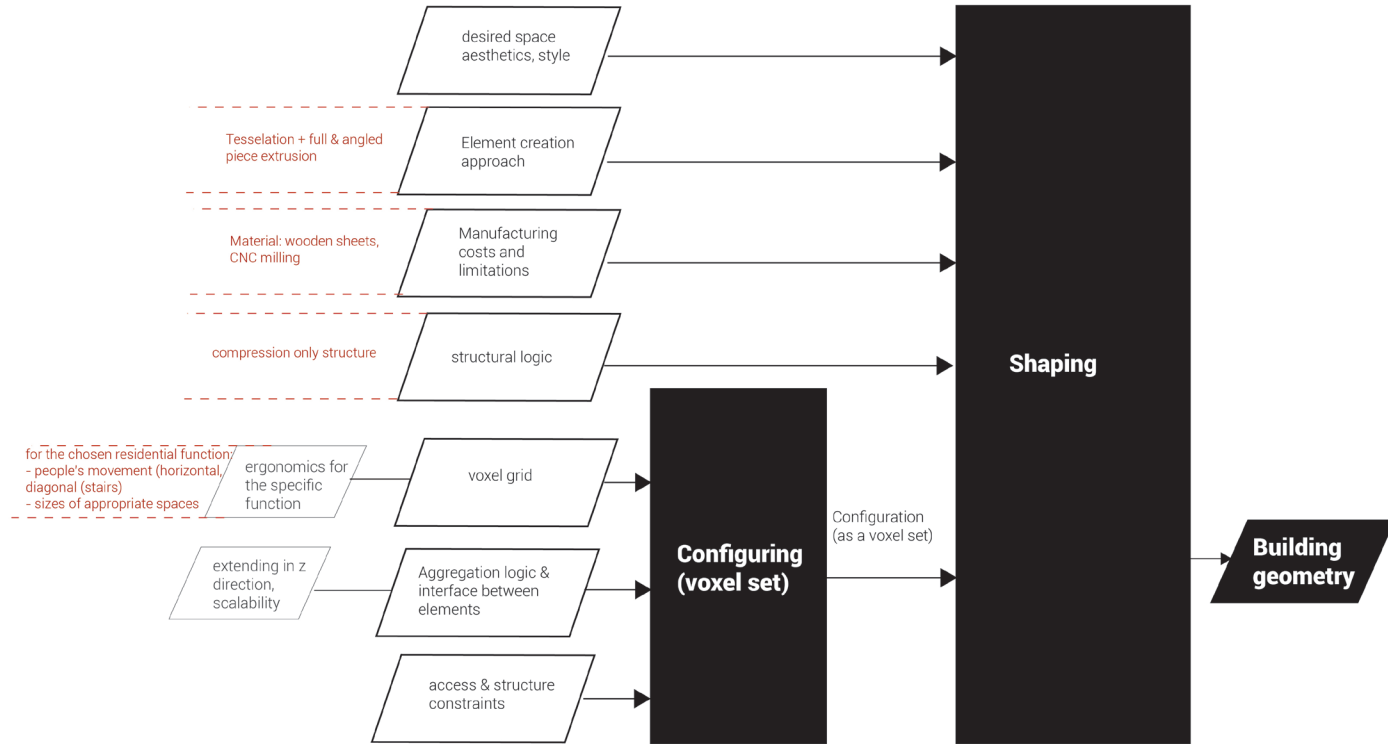 desired space
aesthetics, style
Tesselation + full & angled
piece extrusion
Element creation
approach
Material: wooden sheets,
CNC milling
Manufacturing
costs and
limitations
compression only structure
structural logic
Shaping
for the chosen residential function:
- people's movement (horizontal,
diagonal (stairs)
- sizes of appropriate spaces
ergonomics for
the specific
function
voxel grid
extending in z
direction,
scalability
Aggregation logic &
interface between
elements
access & structure
constraints
Configuring
(voxel set)
Configuration
(as a voxel set)
Building
geometry